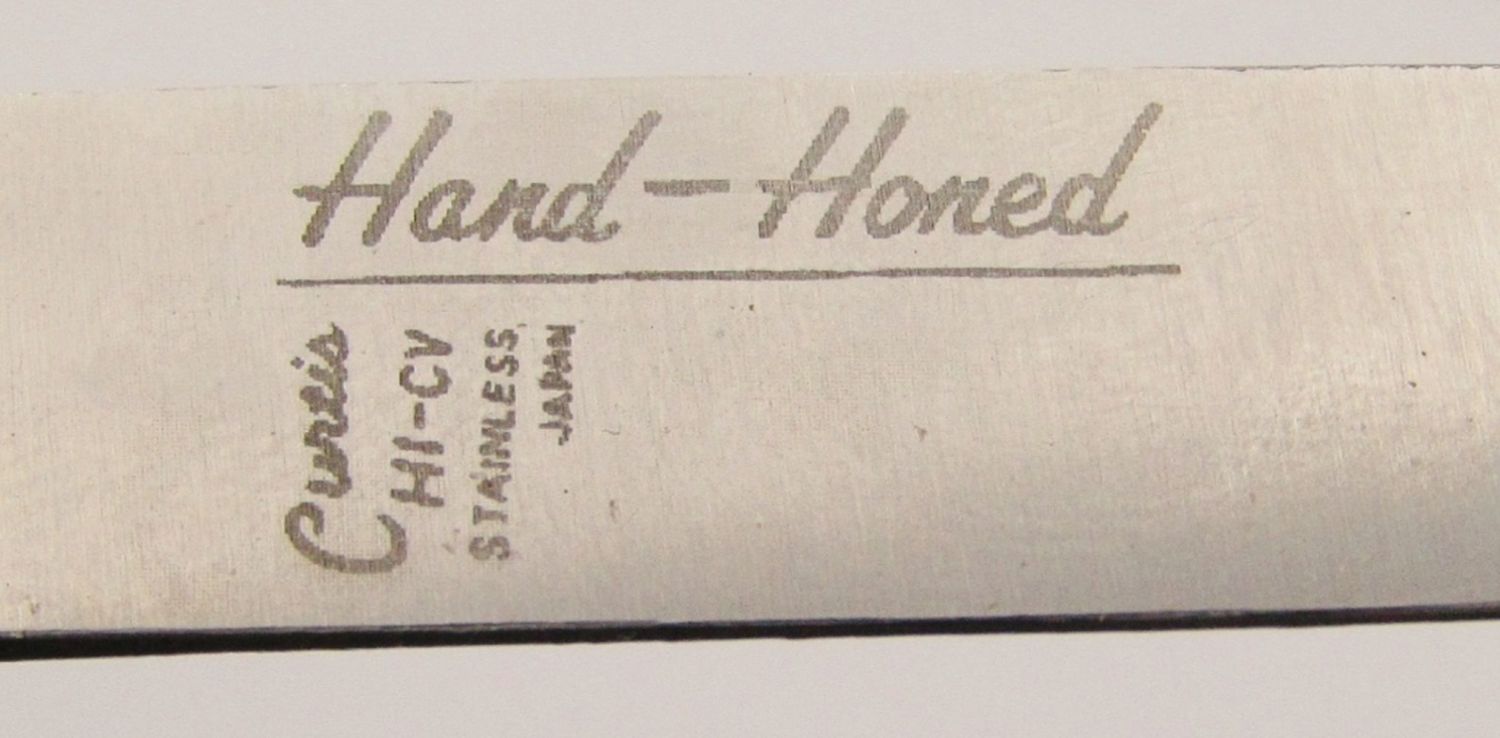 Hand-Honed
Curtis
HI-CV
STAINLESS
JAPAN